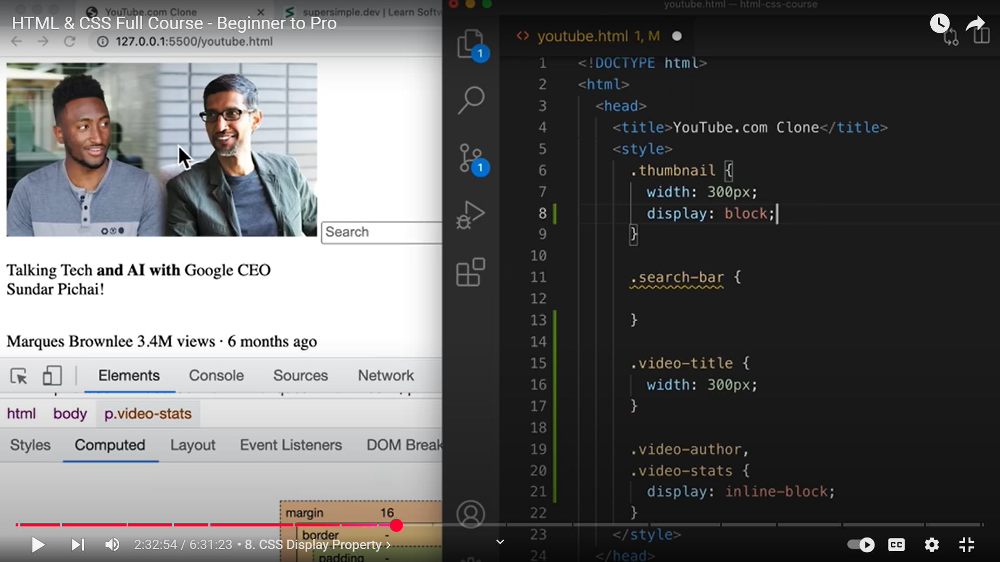 YouTube.com Clone
supersimple.dev | Learn Softw
HTML & CSS Full Course - Beginner to Pro
127.0.0.1:5500/youtube.html
Search
Talking Tech and AI with Google CEO
Sundar Pichai!
Marques Brownlee 3.4M views · 6 months ago
Elements Console Sources Network
html body p.video-stats
Styles Computed Layout Event Listeners DOM Break
margin 16
border -
padding -
2:32:54 / 6:31:23 • 8. CSS Display Property
youtube.html — html-css-course
youtube.html 1, M
1
1
1 <!DOCTYPE html>
2 <html>
3 <head>
4 <title>YouTube.com Clone</title>
5 <style>
6 .thumbnail {
7 width: 300px;
8 display: block;
9 }
10
11 .search-bar {
12
13 }
14
15 .video-title {
16 width: 300px;
17 }
18
19 .video-author,
20 .video-stats {
21 display: inline-block;
22 }
23 </style>
24 </head>
CC